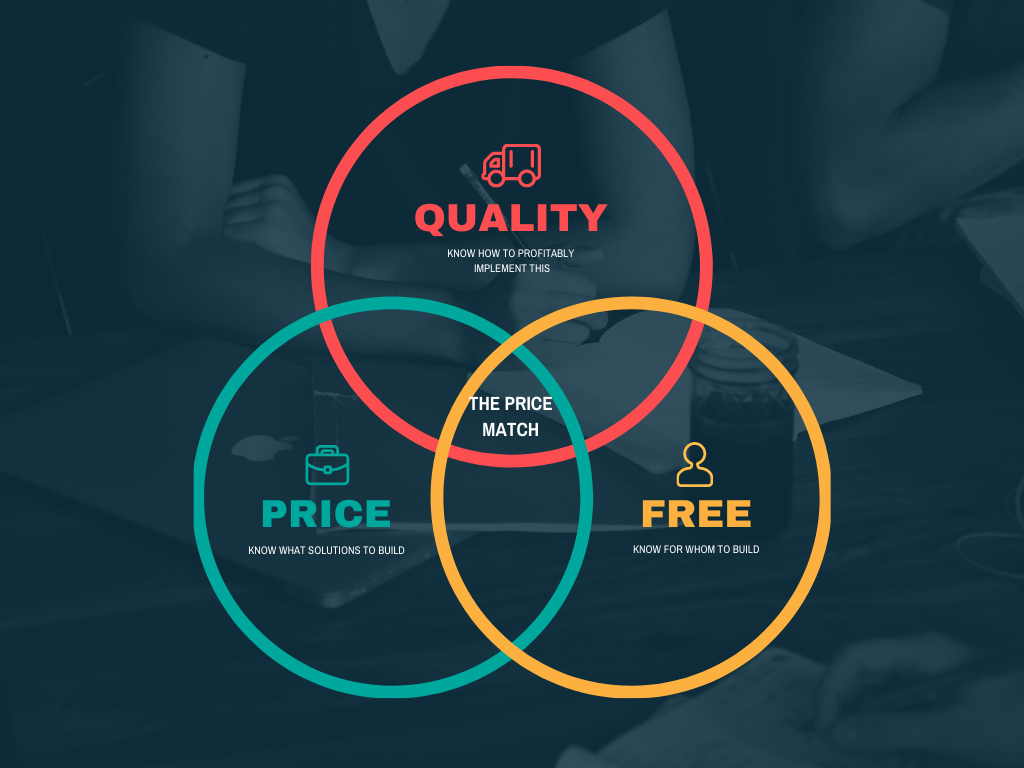 QUALITY
KNOW HOW TO PROFITABLY
IMPLEMENT THIS
THE PRICE
MATCH
PRICE
KNOW WHAT SOLUTIONS TO BUILD
FREE
KNOW FOR WHOM TO BUILD